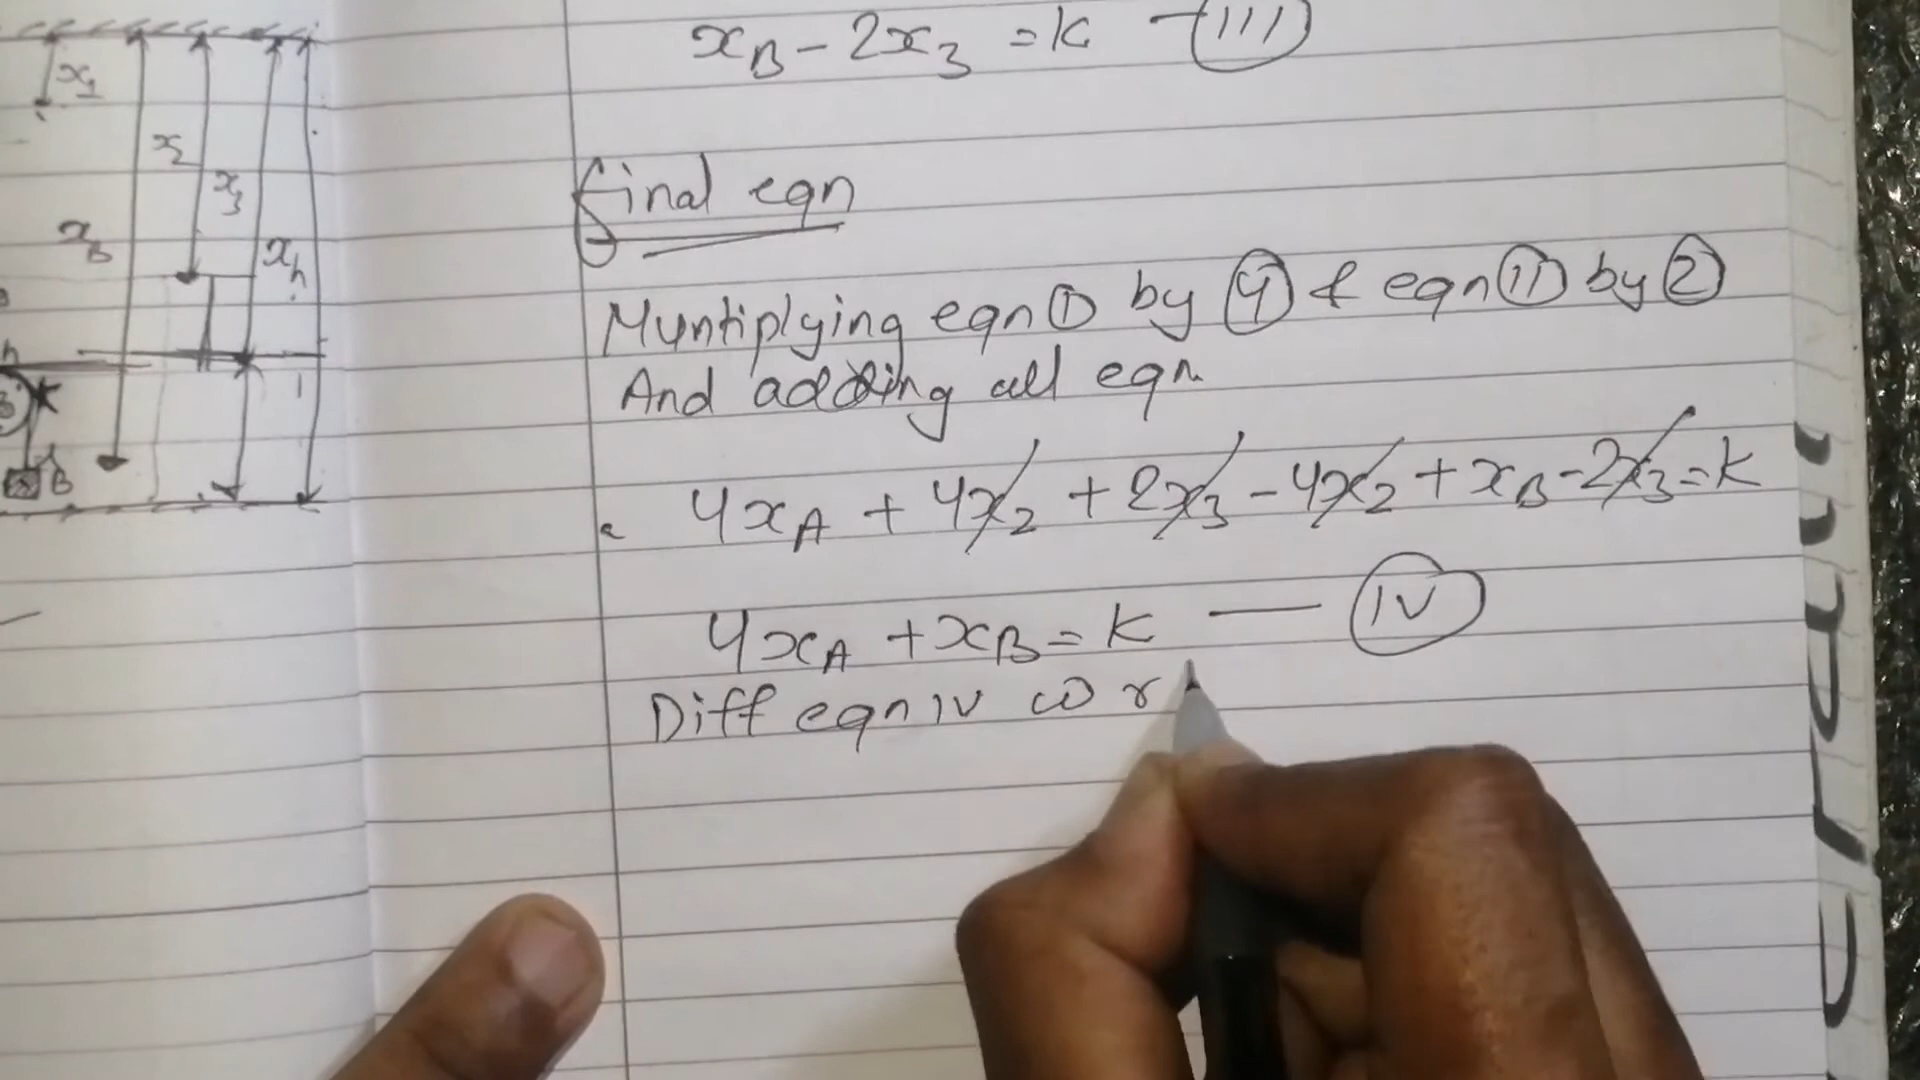 x_B - 2x_3 = k - (III)
final eqn
Muntiplying eqn (I) by (4) & eqn (II) by (2)
And adding all eqn
4x_A + 4x_2 + 2x_3 - 4x_2 + x_B - 2x_3 = k
4x_A + x_B = k — (IV)
Diff eqn IV w r
x_1
x_2
x_3
x_B
x_h
B